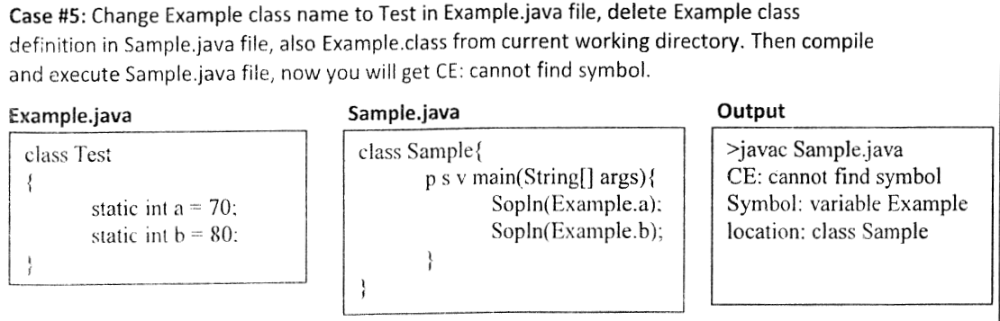 Case #5: Change Example class name to Test in Example.java file, delete Example class
definition in Sample.java file, also Example.class from current working directory. Then compile
and execute Sample.java file, now you will get CE: cannot find symbol.
Example.java
class Test
{
static int a = 70;
static int b = 80;
}
Sample.java
class Sample{
p s v main(String[] args){
Sopln(Example.a);
Sopln(Example.b);
}
}
Output
>javac Sample.java
CE: cannot find symbol
Symbol: variable Example
location: class Sample